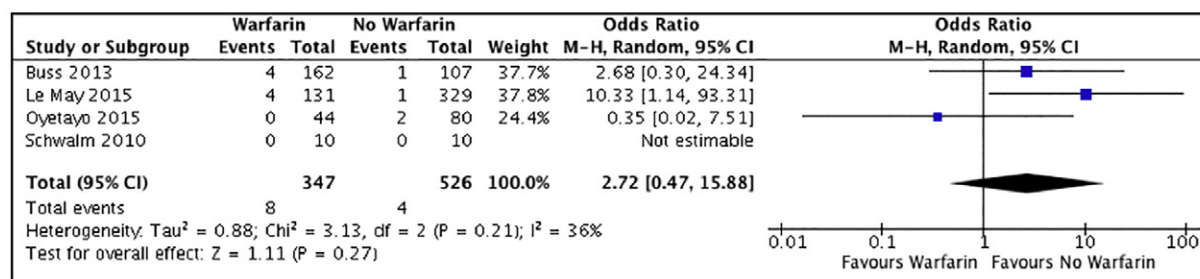 Warfarin No Warfarin Odds Ratio Odds Ratio
Study or Subgroup Events Total Events Total Weight M-H, Random, 95% CI M-H, Random, 95% CI
Buss 2013 4 162 1 107 37.7% 2.68 [0.30, 24.34]
Le May 2015 4 131 1 329 37.8% 10.33 [1.14, 93.31]
Oyetayo 2015 0 44 2 80 24.4% 0.35 [0.02, 7.51]
Schwalm 2010 0 10 0 10 Not estimable
Total (95% CI) 347 526 100.0% 2.72 [0.47, 15.88]
Total events 8 4
Heterogeneity: Tau² = 0.88; Chi² = 3.13, df = 2 (P = 0.21); I² = 36%
Test for overall effect: Z = 1.11 (P = 0.27)
0.01 0.1 1 10 100
Favours Warfarin Favours No Warfarin